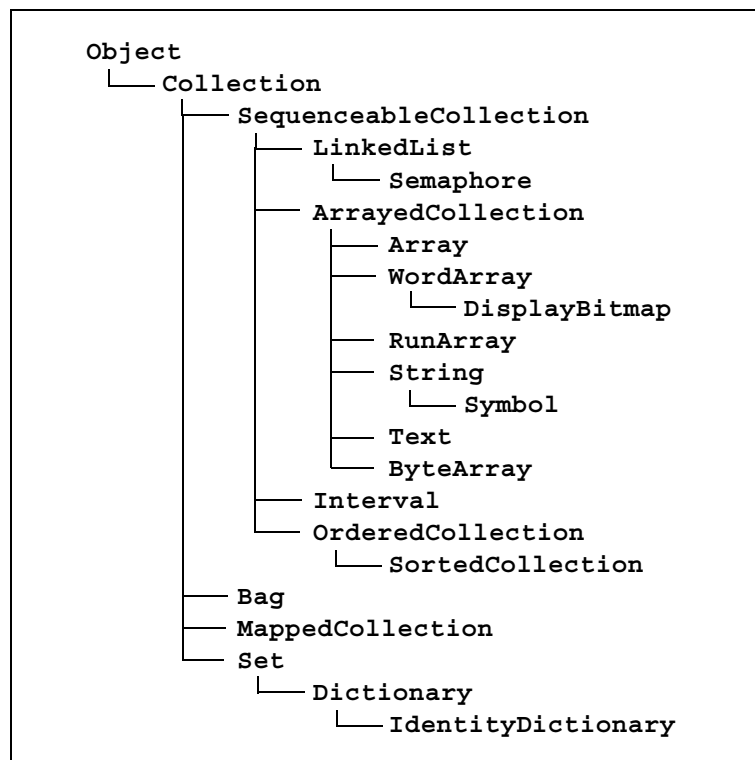 Object
Collection
SequenceableCollection
LinkedList
Semaphore
ArrayedCollection
Array
WordArray
DisplayBitmap
RunArray
String
Symbol
Text
ByteArray
Interval
OrderedCollection
SortedCollection
Bag
MappedCollection
Set
Dictionary
IdentityDictionary